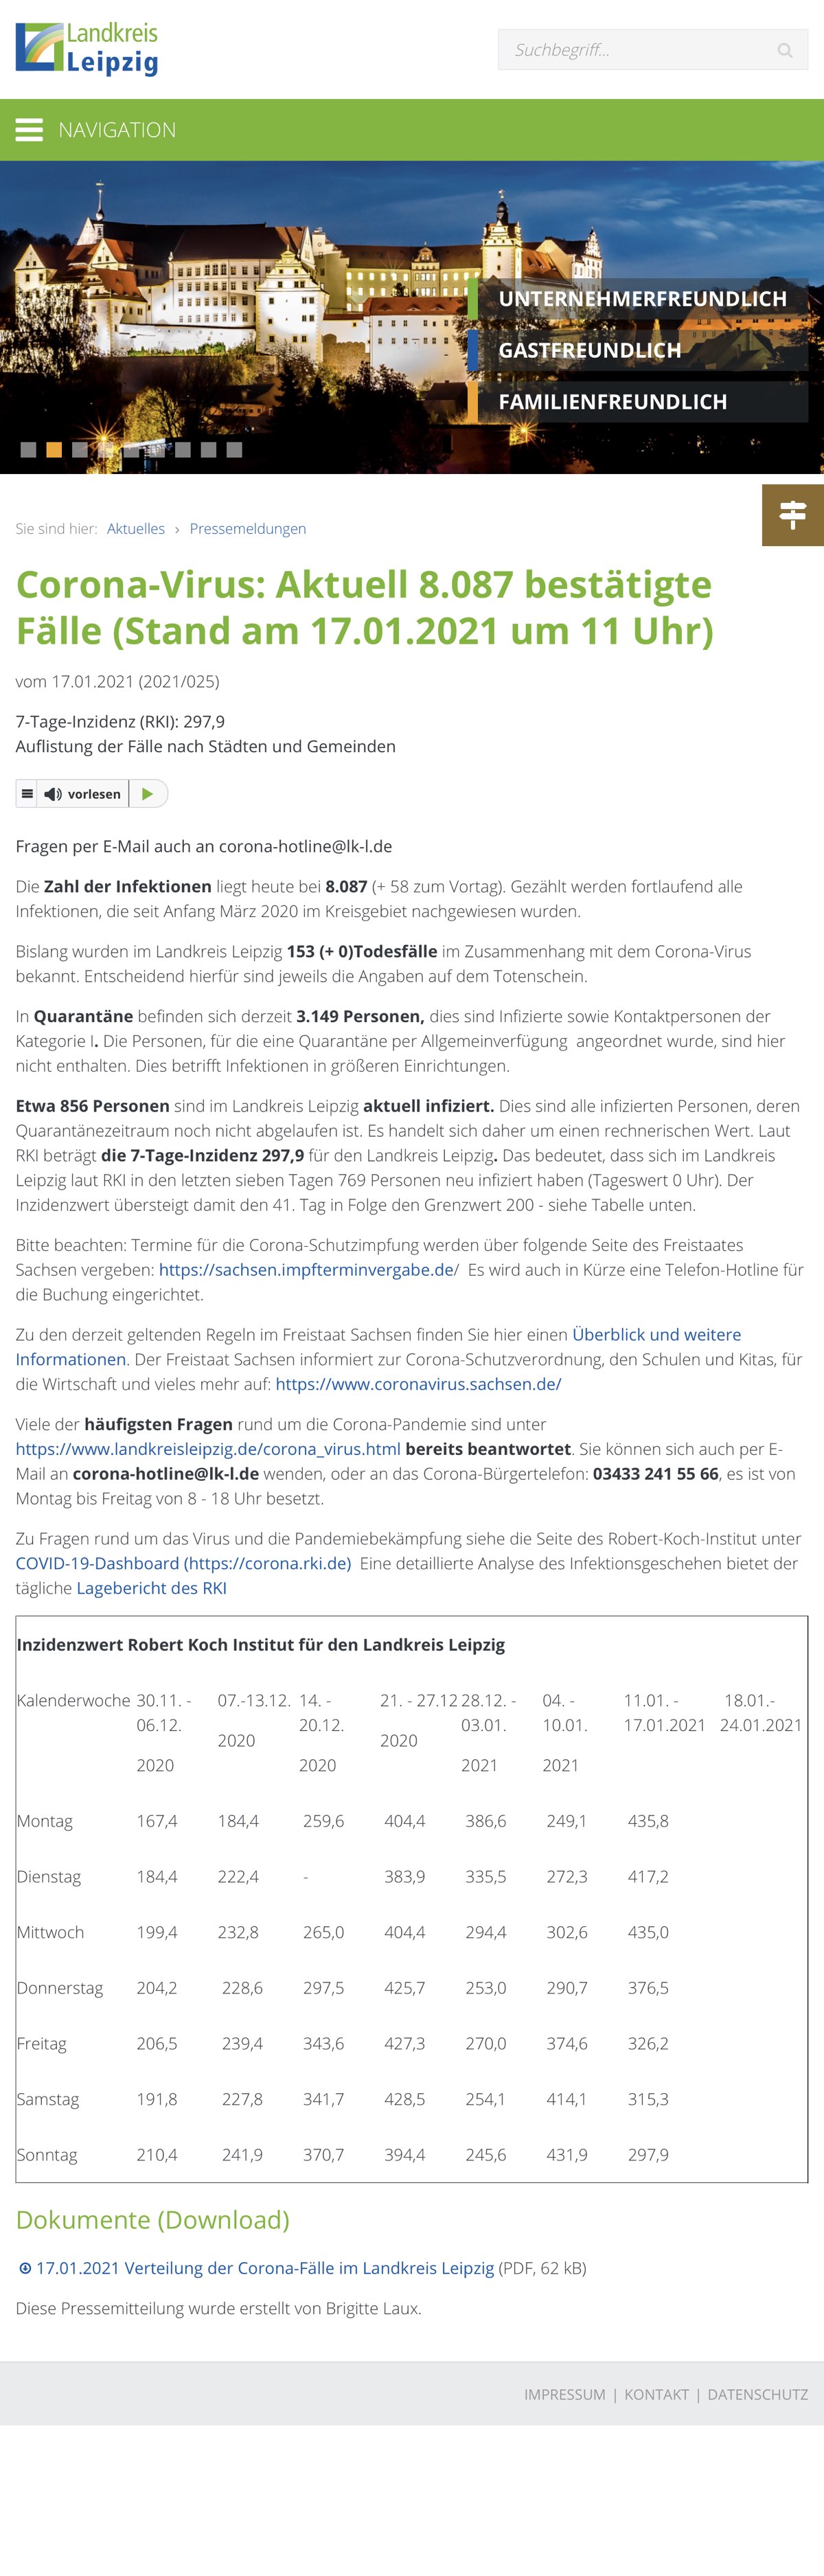 Landkreis
Leipzig
Suchbegriff...
NAVIGATION
UNTERNEHMERFREUNDLICH
GASTFREUNDLICH
FAMILIENFREUNDLICH
Sie sind hier: Aktuelles › Pressemeldungen
Corona-Virus: Aktuell 8.087 bestätigte
Fälle (Stand am 17.01.2021 um 11 Uhr)
vom 17.01.2021 (2021/025)
7-Tage-Inzidenz (RKI): 297,9
Auflistung der Fälle nach Städten und Gemeinden
vorlesen
Fragen per E-Mail auch an corona-hotline@lk-l.de
Die Zahl der Infektionen liegt heute bei 8.087 (+ 58 zum Vortag). Gezählt werden fortlaufend alle
Infektionen, die seit Anfang März 2020 im Kreisgebiet nachgewiesen wurden.
Bislang wurden im Landkreis Leipzig 153 (+ 0)Todesfälle im Zusammenhang mit dem Corona-Virus
bekannt. Entscheidend hierfür sind jeweils die Angaben auf dem Totenschein.
In Quarantäne befinden sich derzeit 3.149 Personen, dies sind Infizierte sowie Kontaktpersonen der
Kategorie I. Die Personen, für die eine Quarantäne per Allgemeinverfügung angeordnet wurde, sind hier
nicht enthalten. Dies betrifft Infektionen in größeren Einrichtungen.
Etwa 856 Personen sind im Landkreis Leipzig aktuell infiziert. Dies sind alle infizierten Personen, deren
Quarantänezeitraum noch nicht abgelaufen ist. Es handelt sich daher um einen rechnerischen Wert. Laut
RKI beträgt die 7-Tage-Inzidenz 297,9 für den Landkreis Leipzig. Das bedeutet, dass sich im Landkreis
Leipzig laut RKI in den letzten sieben Tagen 769 Personen neu infiziert haben (Tageswert 0 Uhr). Der
Inzidenzwert übersteigt damit den 41. Tag in Folge den Grenzwert 200 - siehe Tabelle unten.
Bitte beachten: Termine für die Corona-Schutzimpfung werden über folgende Seite des Freistaates
Sachsen vergeben: https://sachsen.impfterminvergabe.de/ Es wird auch in Kürze eine Telefon-Hotline für
die Buchung eingerichtet.
Zu den derzeit geltenden Regeln im Freistaat Sachsen finden Sie hier einen Überblick und weitere
Informationen. Der Freistaat Sachsen informiert zur Corona-Schutzverordnung, den Schulen und Kitas, für
die Wirtschaft und vieles mehr auf: https://www.coronavirus.sachsen.de/
Viele der häufigsten Fragen rund um die Corona-Pandemie sind unter
https://www.landkreisleipzig.de/corona_virus.html bereits beantwortet. Sie können sich auch per E-
Mail an corona-hotline@lk-l.de wenden, oder an das Corona-Bürgertelefon: 03433 241 55 66, es ist von
Montag bis Freitag von 8 - 18 Uhr besetzt.
Zu Fragen rund um das Virus und die Pandemiebekämpfung siehe die Seite des Robert-Koch-Institut unter
COVID-19-Dashboard (https://corona.rki.de) Eine detaillierte Analyse des Infektionsgeschehen bietet der
tägliche Lagebericht des RKI
Inzidenzwert Robert Koch Institut für den Landkreis Leipzig
Kalenderwoche 30.11. - 07.-13.12. 14. - 21. - 27.12 28.12. - 04. - 11.01. - 18.01.-
06.12. 20.12. 03.01. 10.01. 17.01.2021 24.01.2021
2020 2020
2020 2020 2021 2021
Montag 167,4 184,4 259,6 404,4 386,6 249,1 435,8
Dienstag 184,4 222,4 - 383,9 335,5 272,3 417,2
Mittwoch 199,4 232,8 265,0 404,4 294,4 302,6 435,0
Donnerstag 204,2 228,6 297,5 425,7 253,0 290,7 376,5
Freitag 206,5 239,4 343,6 427,3 270,0 374,6 326,2
Samstag 191,8 227,8 341,7 428,5 254,1 414,1 315,3
Sonntag 210,4 241,9 370,7 394,4 245,6 431,9 297,9
Dokumente (Download)
17.01.2021 Verteilung der Corona-Fälle im Landkreis Leipzig (PDF, 62 kB)
Diese Pressemitteilung wurde erstellt von Brigitte Laux.
IMPRESSUM | KONTAKT | DATENSCHUTZ